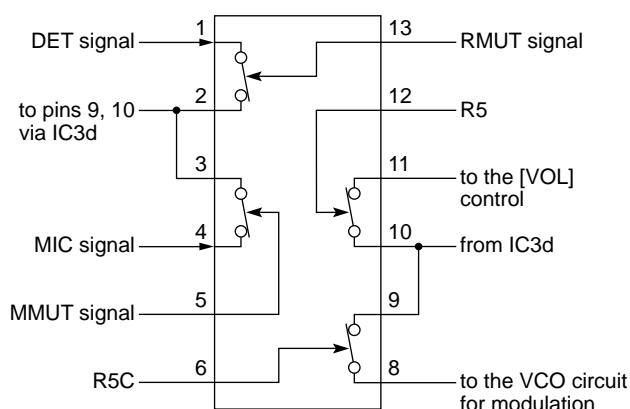 DET signal
1
13
RMUT signal
to pins 9, 10
via IC3d
2
12
R5
3
11
to the [VOL]
control
MIC signal
4
10
from IC3d
MMUT signal
5
9
R5C
6
8
to the VCO circuit
for modulation